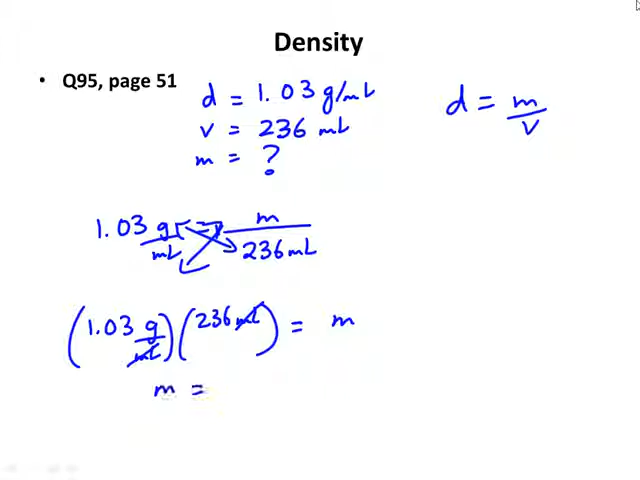 Density
• Q95, page 51
d = 1.03 g/mL
v = 236 mL
m = ?
d = m/v
1.03 g/mL = m/236 mL
(1.03 g/mL)(236 mL) = m
m =